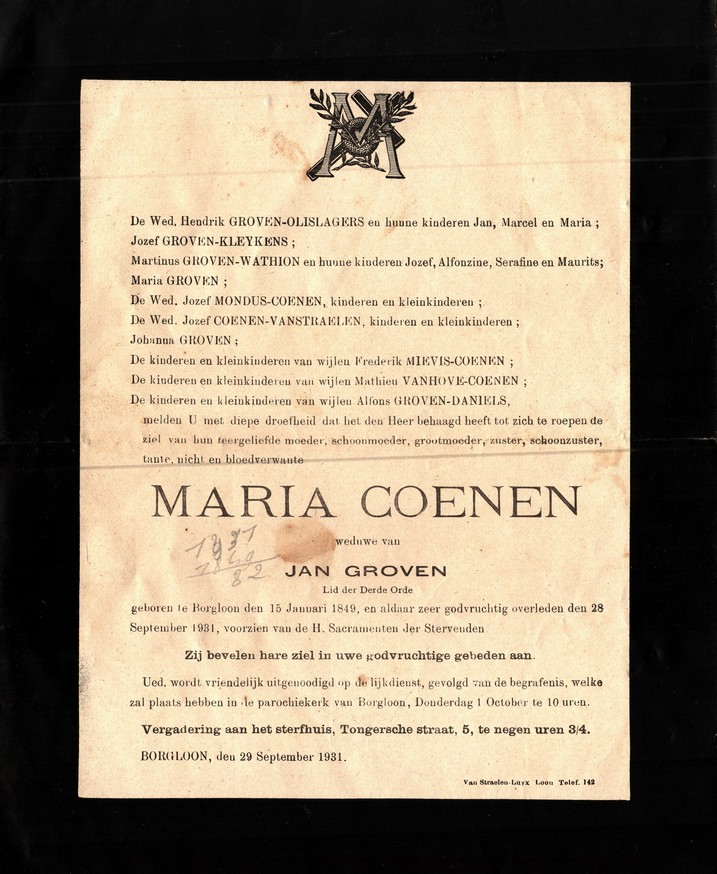 De Wed. Hendrik GROVEN-OLISLAGERS en hunne kinderen Jan, Marcel en Maria ;
Jozef GROVEN-KLEYKENS ;
Martinus GROVEN-WATHION en hunne kinderen Jozef, Alfonzine, Serafine en Maurits;
Maria GROVEN ;
De Wed. Jozef MONDUS-COENEN, kinderen en kleinkinderen ;
De Wed. Jozef COENEN-VANSTRAELEN, kinderen en kleinkinderen ;
Johanna GROVEN ;
De kinderen en kleinkinderen van wijlen Frederik MIEVIS-COENEN ;
De kinderen en kleinkinderen van wijlen Mathieu VANHOVE-COENEN ;
De kinderen en kleinkinderen van wijlen Alfons GROVEN-DANIELS,
melden U met diepe droefheid dat het den Heer behaagd heeft tot zich te roepen de
ziel van hun teergeliefde moeder, schoonmoeder, grootmoeder, zuster, schoonzuster,
tante, nicht en bloedverwante
MARIA COENEN
weduwe van
1931
82
JAN GROVEN
Lid der Derde Orde
geboren te Borgloon den 15 Januari 1849, en aldaar zeer godvruchtig overleden den 28
September 1931, voorzien van de H. Sacramenten der Stervenden
Zij bevelen hare ziel in uwe godvruchtige gebeden aan.
Ued. wordt vriendelijk uitgenoodigd op de lijkdienst, gevolgd van de begrafenis, welke
zal plaats hebben in de parochiekerk van Borgloon, Donderdag 1 October te 10 uren.
Vergadering aan het sterfhuis, Tongersche straat, 5, te negen uren 3/4.
BORGLOON, den 29 September 1931.
Van Straelen-Luyx Loon Telef. 142